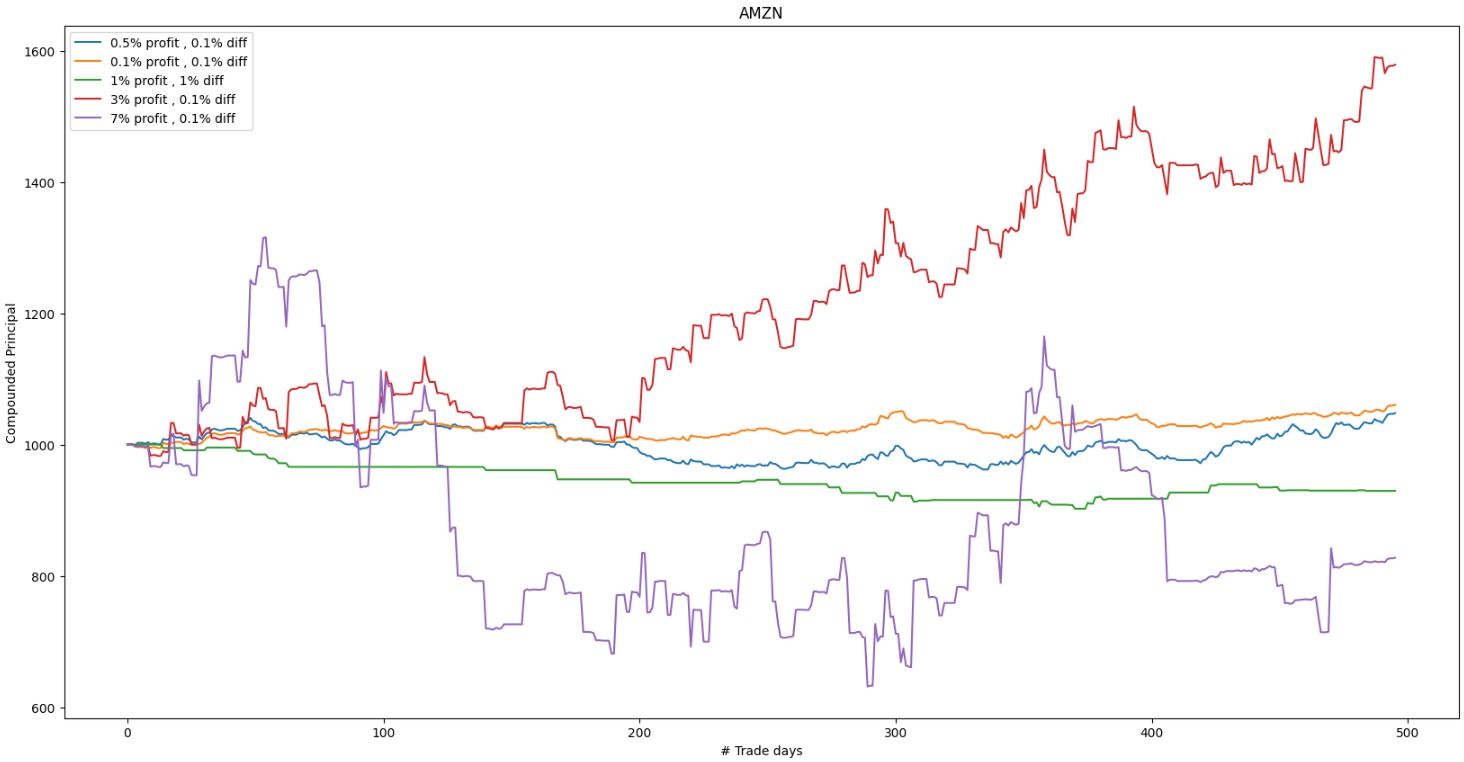 AMZN
0.5% profit , 0.1% diff
0.1% profit , 0.1% diff
1% profit , 1% diff
3% profit , 0.1% diff
7% profit , 0.1% diff
Compounded Principal
1600
1400
1200
1000
800
600
0 100 200 300 400 500
# Trade days